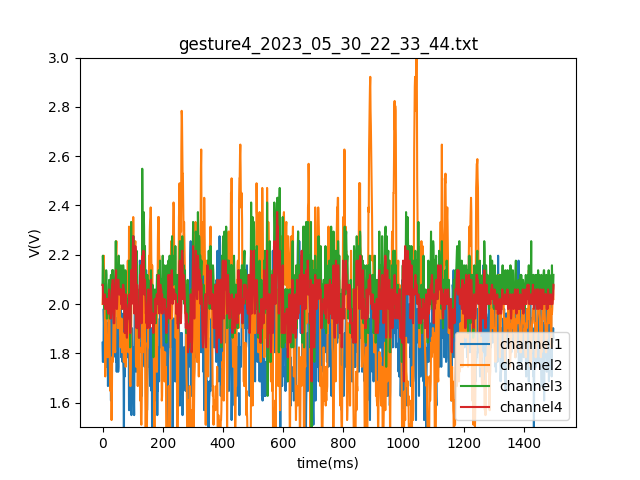 gesture4_2023_05_30_22_33_44.txt
3.0
2.8
2.6
2.4
2.2
2.0
1.8
1.6
V(V)
channel1
channel2
channel3
channel4
0 200 400 600 800 1000 1200 1400
time(ms)